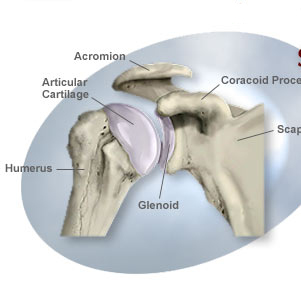 S
Acromion
Articular
Cartilage
Coracoid Proce
Scap
Humerus
Glenoid